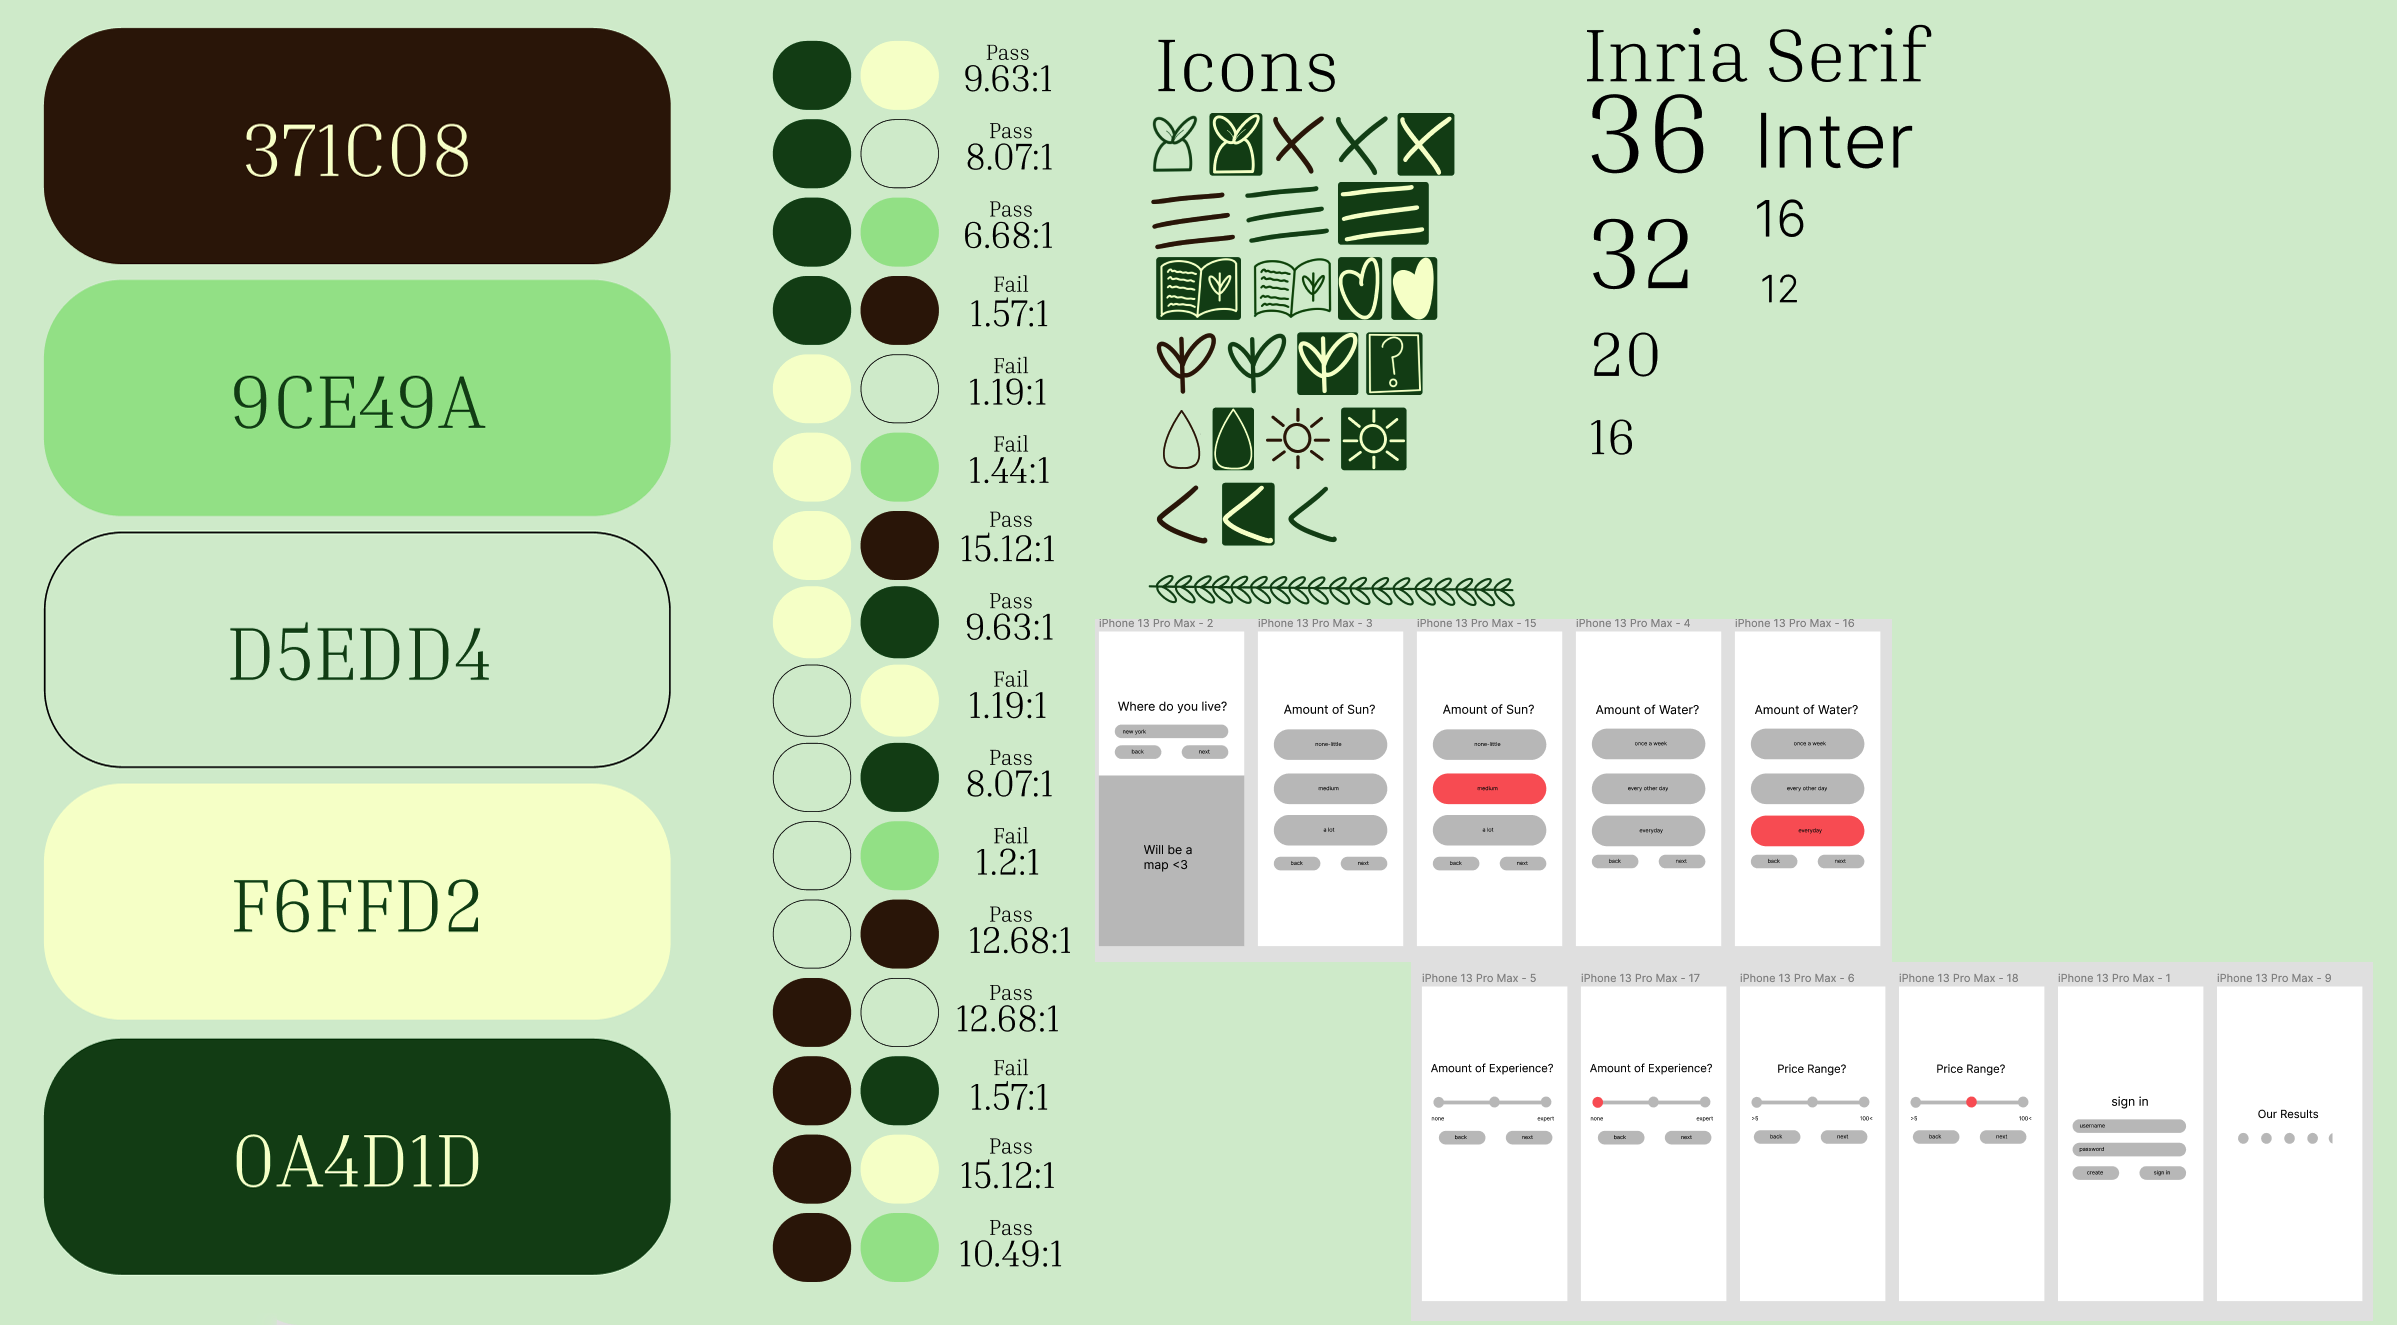 371C08
9CE49A
D5EDD4
F6FFD2
0A4D1D
Pass
9.63:1
Pass
8.07:1
Pass
6.68:1
Fail
1.57:1
Fail
1.19:1
Fail
1.44:1
Pass
15.12:1
Pass
9.63:1
Fail
1.19:1
Pass
8.07:1
Fail
1.2:1
Pass
12.68:1
Pass
12.68:1
Fail
1.57:1
Pass
15.12:1
Pass
10.49:1
Icons
?
Inria Serif
36
32
20
16
Inter
16
12
iPhone 13 Pro Max - 2
Where do you live?
new york
back next
Will be a
map <3
iPhone 13 Pro Max - 3
Amount of Sun?
none-little
medium
a lot
back next
iPhone 13 Pro Max - 15
Amount of Sun?
none-little
medium
a lot
back next
iPhone 13 Pro Max - 4
Amount of Water?
once a week
every other day
everyday
back next
iPhone 13 Pro Max - 16
Amount of Water?
once a week
every other day
everyday
back next
iPhone 13 Pro Max - 5
Amount of Experience?
none expert
back next
iPhone 13 Pro Max - 17
Amount of Experience?
none expert
back next
iPhone 13 Pro Max - 6
Price Range?
>5 100<
back next
iPhone 13 Pro Max - 18
Price Range?
>5 100<
back next
iPhone 13 Pro Max - 1
sign in
username
password
create sign in
iPhone 13 Pro Max - 9
Our Results